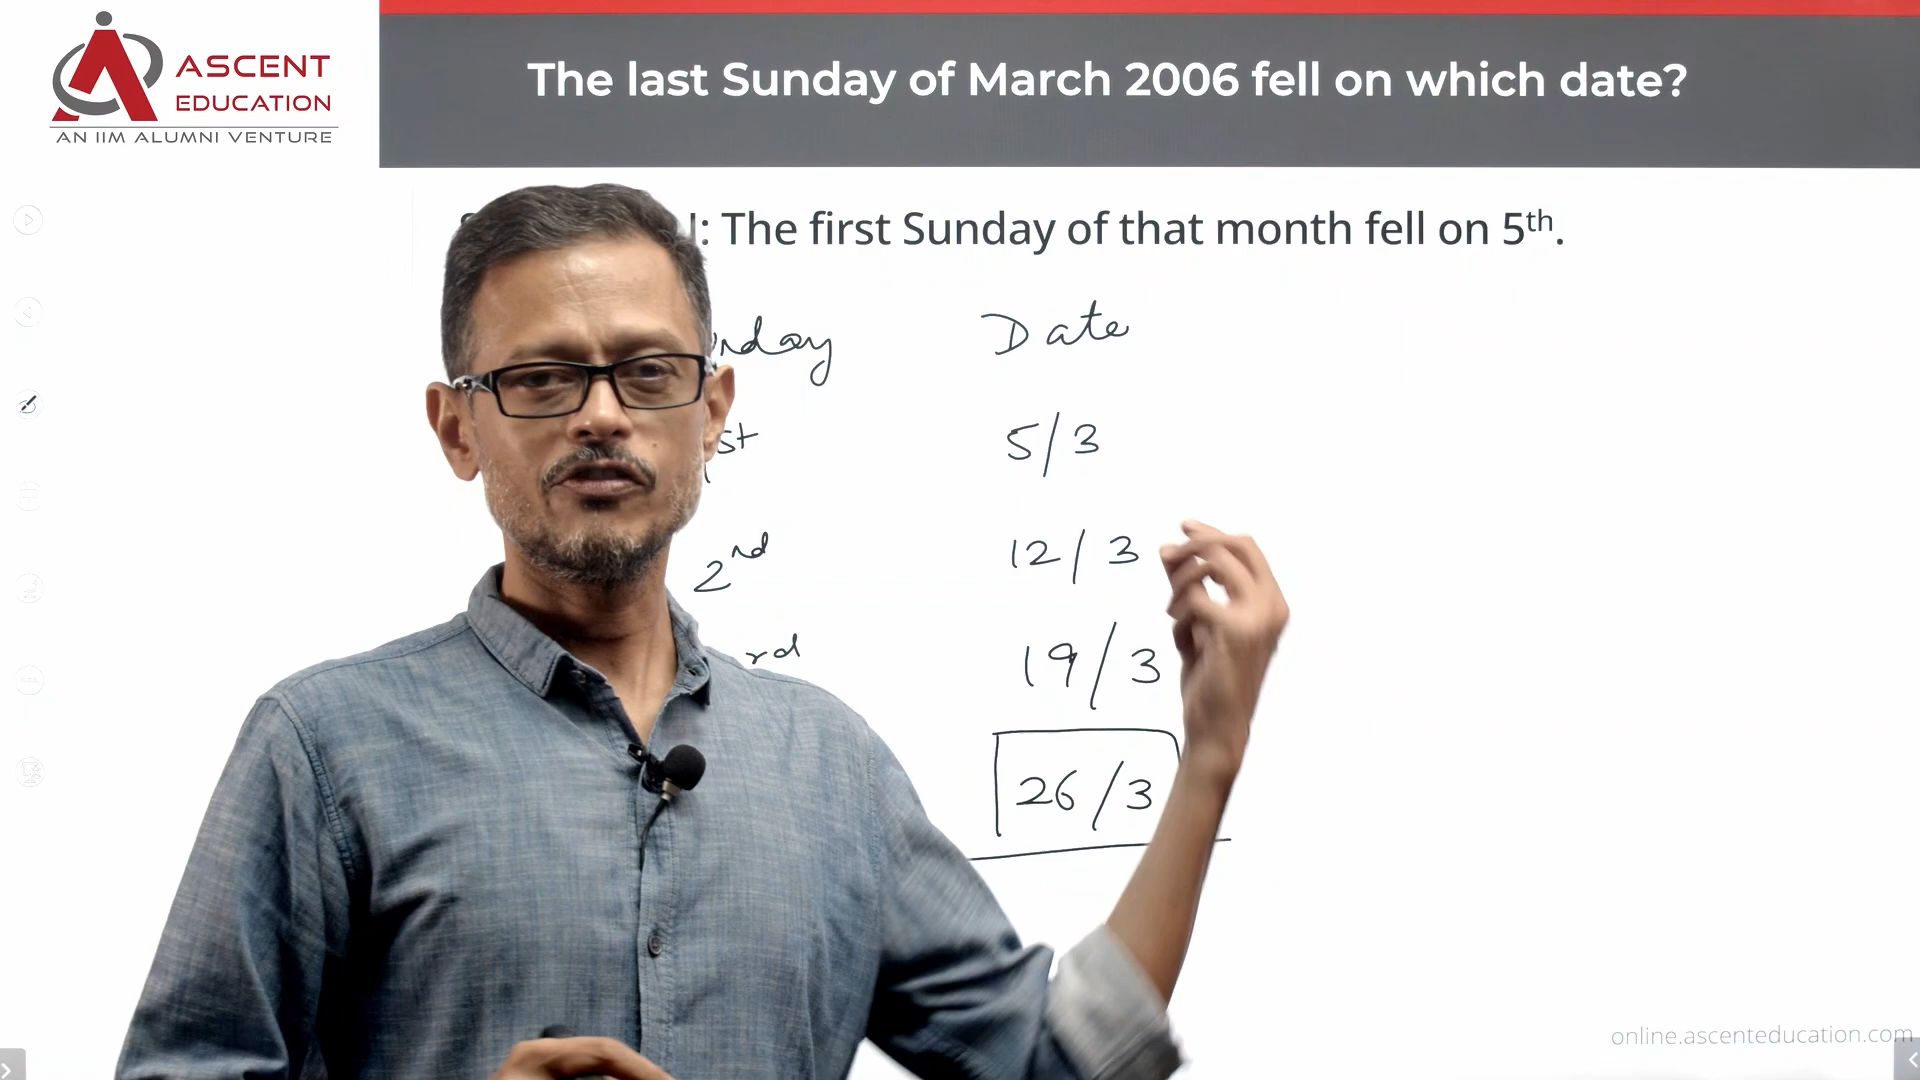 ASCENT
EDUCATION
AN IIM ALUMNI VENTURE
The last Sunday of March 2006 fell on which date?
: The first Sunday of that month fell on 5th.
Date
st 5/3
2nd 12/3
rd 19/3
26/3
online.ascenteducation.com